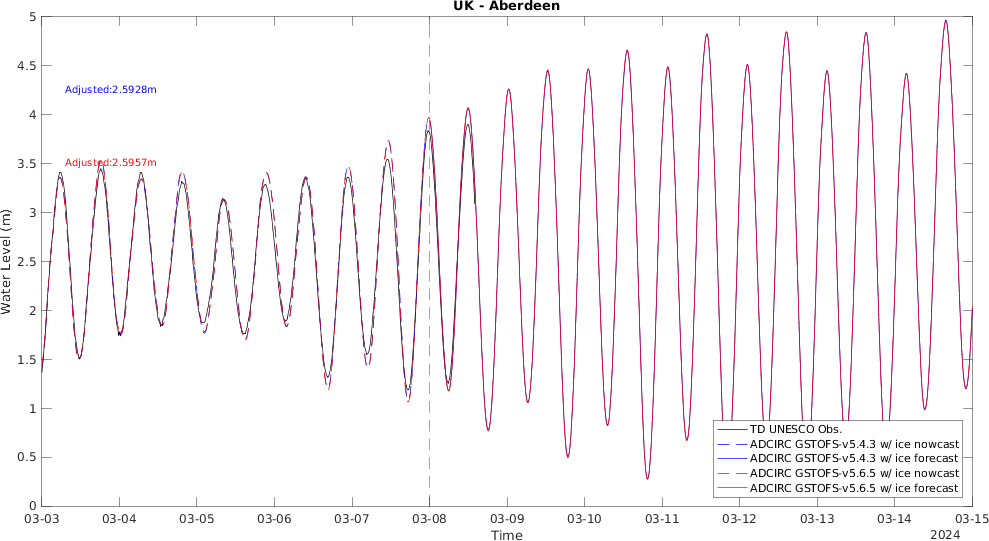 UK - Aberdeen
5
4.5
4
3.5
3
2.5
2
1.5
1
0.5
0
Water Level (m)
Adjusted:2.5928m
Adjusted:2.5957m
TD UNESCO Obs.
ADCIRC GSTOFS-v5.4.3 w/ ice nowcast
ADCIRC GSTOFS-v5.4.3 w/ ice forecast
ADCIRC GSTOFS-v5.6.5 w/ ice nowcast
ADCIRC GSTOFS-v5.6.5 w/ ice forecast
03-03 03-04 03-05 03-06 03-07 03-08 03-09 03-10 03-11 03-12 03-13 03-14 03-15
Time
2024